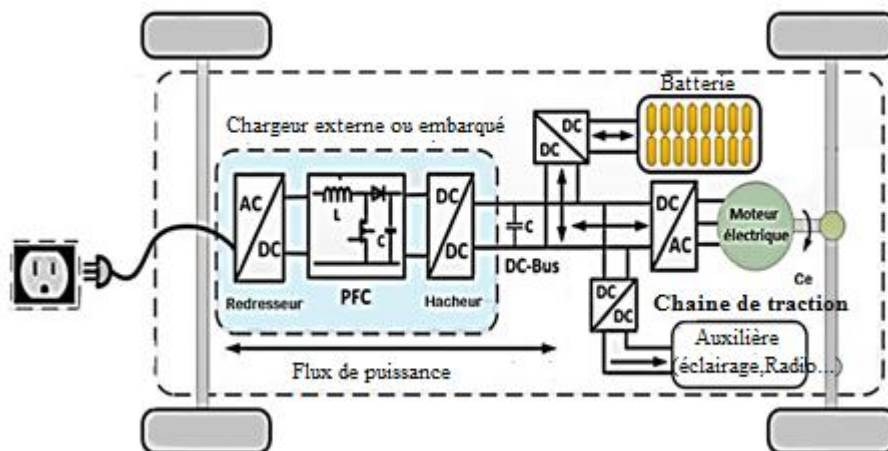 Batterie
Chargeur externe ou embarqué
DC
DC
AC
DC
L
C
DC
DC
C
DC
AC
Moteur
électrique
DC-Bus
Ce
Redresseur
PFC
Hacheur
DC
DC
Chaine de traction
Auxilière
(éclairage,Radio...)
Flux de puissance